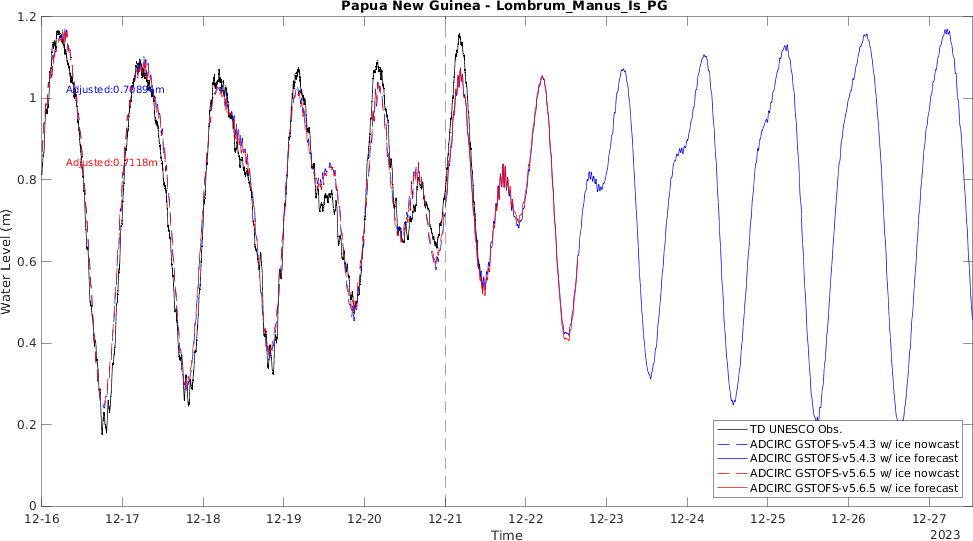 Papua New Guinea - Lombrum_Manus_Is_PG
1.2
1
0.8
0.6
0.4
0.2
0
Water Level (m)
Adjusted:0.70894m
Adjusted:0.7118m
TD UNESCO Obs.
ADCIRC GSTOFS-v5.4.3 w/ ice nowcast
ADCIRC GSTOFS-v5.4.3 w/ ice forecast
ADCIRC GSTOFS-v5.6.5 w/ ice nowcast
ADCIRC GSTOFS-v5.6.5 w/ ice forecast
12-16 12-17 12-18 12-19 12-20 12-21 12-22 12-23 12-24 12-25 12-26 12-27
Time
2023